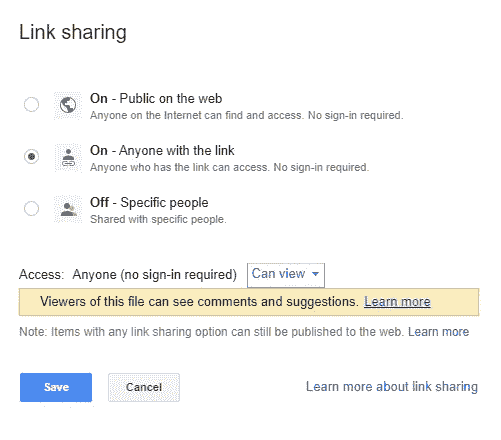 Link sharing
On - Public on the web
Anyone on the Internet can find and access. No sign-in required.
On - Anyone with the link
Anyone who has the link can access. No sign-in required.
Off - Specific people
Shared with specific people.
Access: Anyone (no sign-in required) Can view
Viewers of this file can see comments and suggestions. Learn more
Note: Items with any link sharing option can still be published to the web. Learn more
Save Cancel Learn more about link sharing